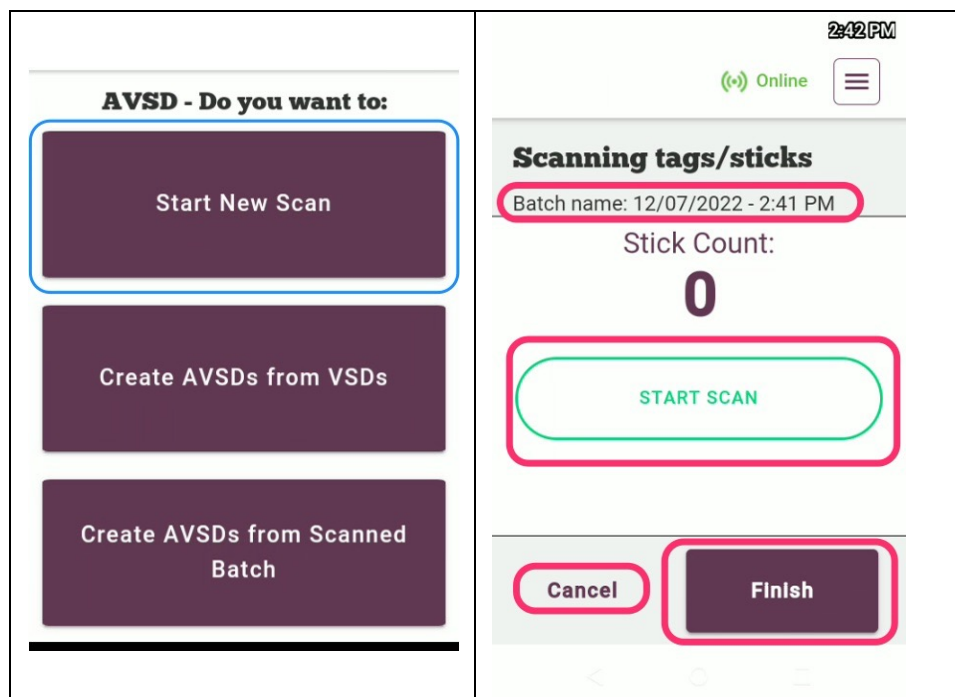 AVSD - Do you want to:
Start New Scan
Create AVSDs from VSDs
Create AVSDs from Scanned
Batch
2:42 PM
Online
Scanning tags/sticks
Batch name: 12/07/2022 - 2:41 PM
Stick Count:
0
START SCAN
Cancel
Finish